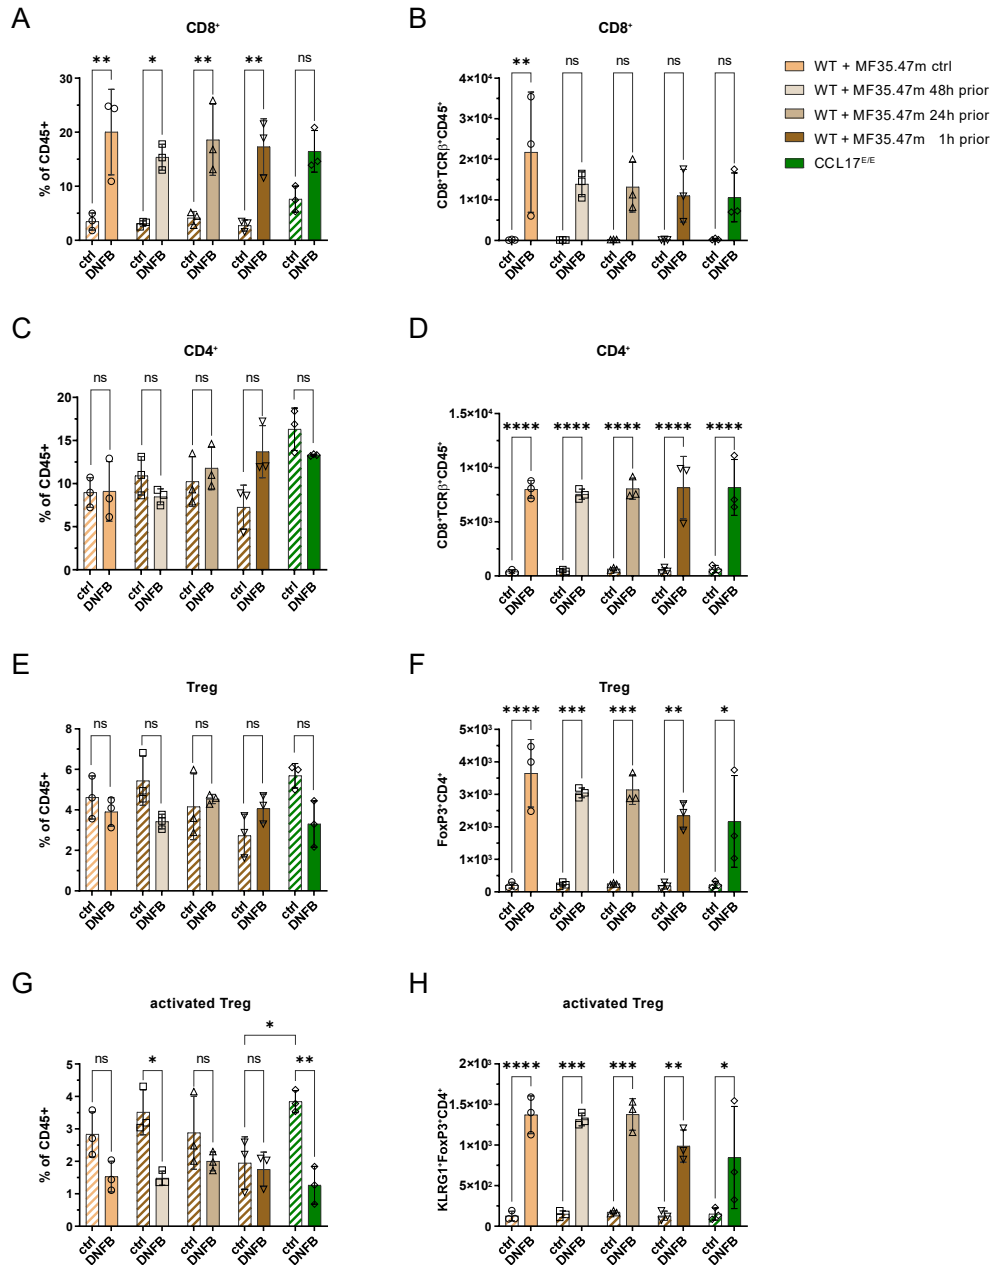 A
CD8⁺
** * ** ** ns
% of CD45+
30
20
10
0
ctrl DNFB ctrl DNFB ctrl DNFB ctrl DNFB ctrl DNFB
B
CD8⁺
** ns ns ns ns
CD8⁺TCRβ⁺CD45⁺
4×10⁴
3×10⁴
2×10⁴
1×10⁴
0
ctrl DNFB ctrl DNFB ctrl DNFB ctrl DNFB ctrl DNFB
WT + MF35.47m ctrl
WT + MF35.47m 48h prior
WT + MF35.47m 24h prior
WT + MF35.47m 1h prior
CCL17ᴱ/ᴱ
C
CD4⁺
ns ns ns ns ns
% of CD45+
20
15
10
5
0
ctrl DNFB ctrl DNFB ctrl DNFB ctrl DNFB ctrl DNFB
D
CD4⁺
**** **** **** **** ****
CD8⁺TCRβ⁺CD45⁺
1.5×10⁴
1×10⁴
5×10³
0
ctrl DNFB ctrl DNFB ctrl DNFB ctrl DNFB ctrl DNFB
E
Treg
ns ns ns ns ns
% of CD45+
8
6
4
2
0
ctrl DNFB ctrl DNFB ctrl DNFB ctrl DNFB ctrl DNFB
F
Treg
**** *** *** ** *
FoxP3⁺CD4⁺
5×10³
4×10³
3×10³
2×10³
1×10³
0
ctrl DNFB ctrl DNFB ctrl DNFB ctrl DNFB ctrl DNFB
G
activated Treg
*
ns * ns ns **
% of CD45+
5
4
3
2
1
0
ctrl DNFB ctrl DNFB ctrl DNFB ctrl DNFB ctrl DNFB
H
activated Treg
**** *** *** ** *
KLRG1⁺FoxP3⁺CD4⁺
2×10³
1.5×10³
1×10³
5×10²
0
ctrl DNFB ctrl DNFB ctrl DNFB ctrl DNFB ctrl DNFB